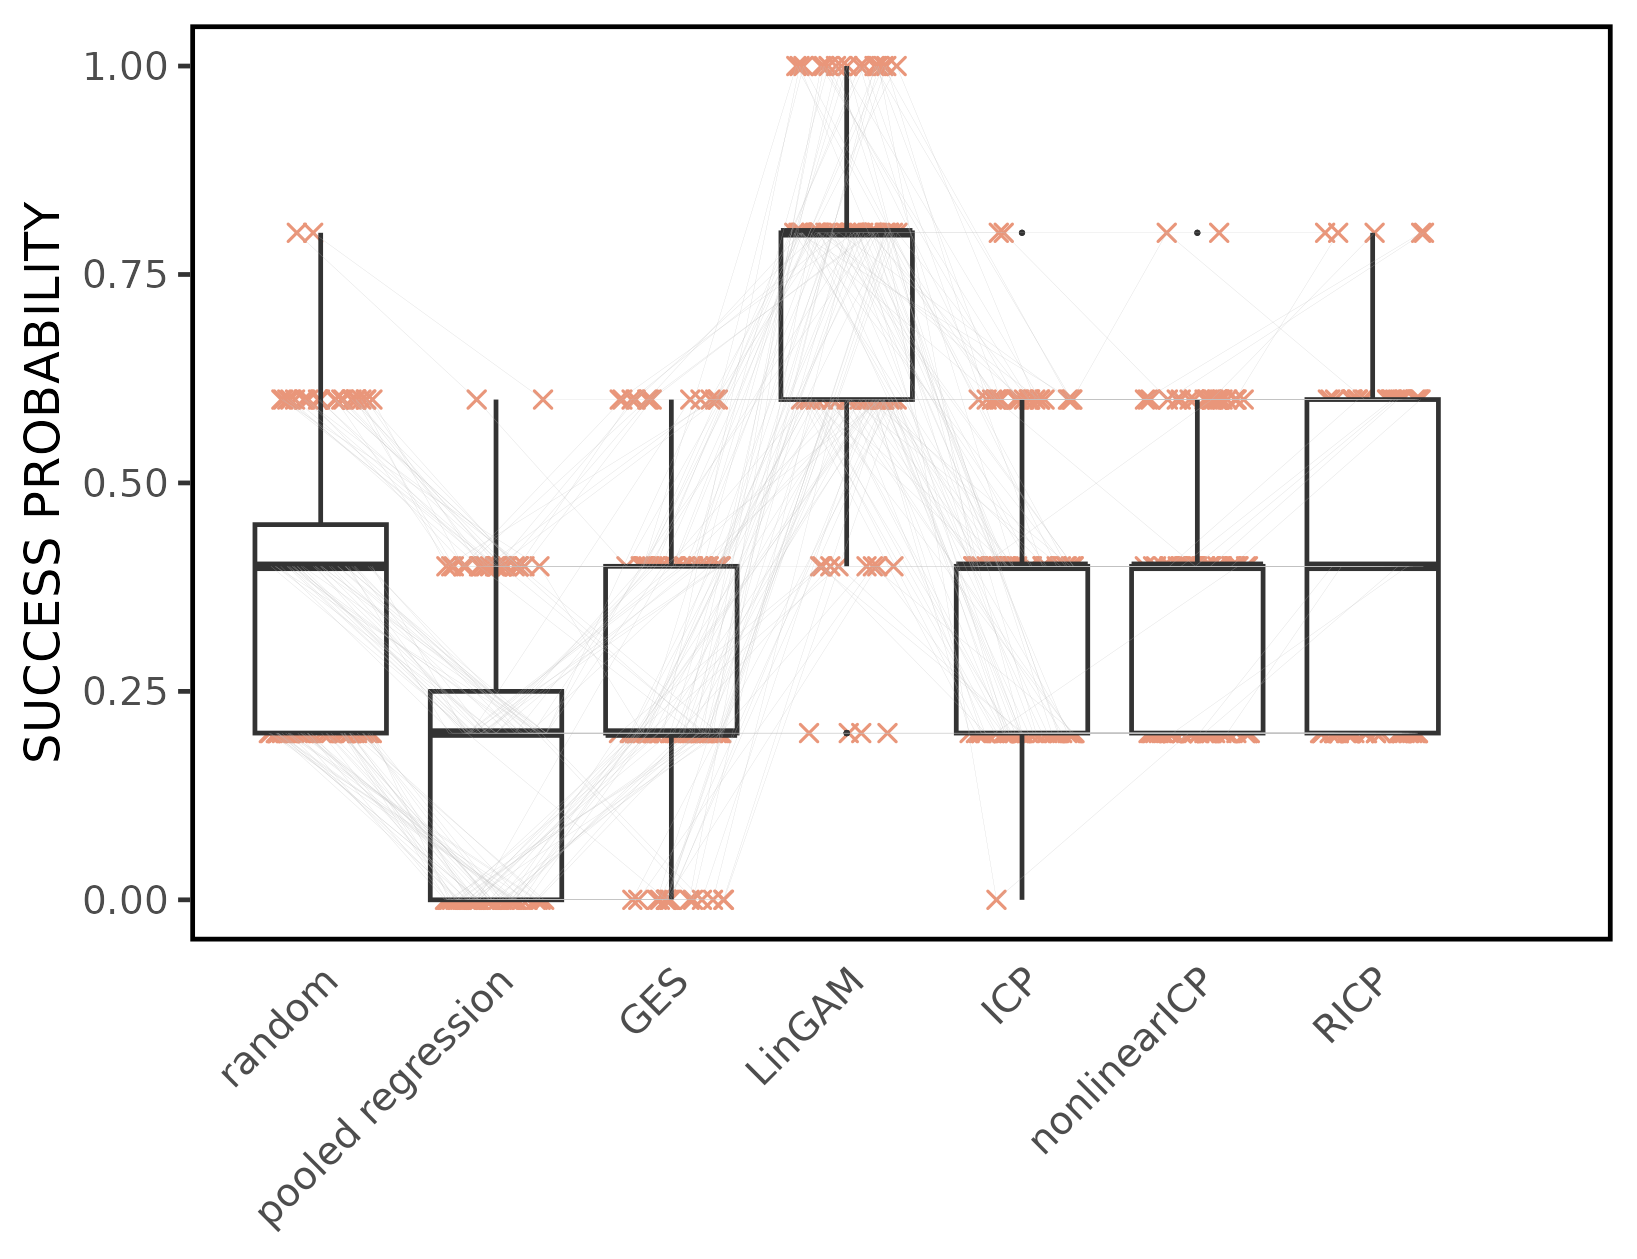 SUCCESS PROBABILITY
1.00
0.75
0.50
0.25
0.00
random
pooled regression
GES
LinGAM
ICP
nonlinearICP
RICP